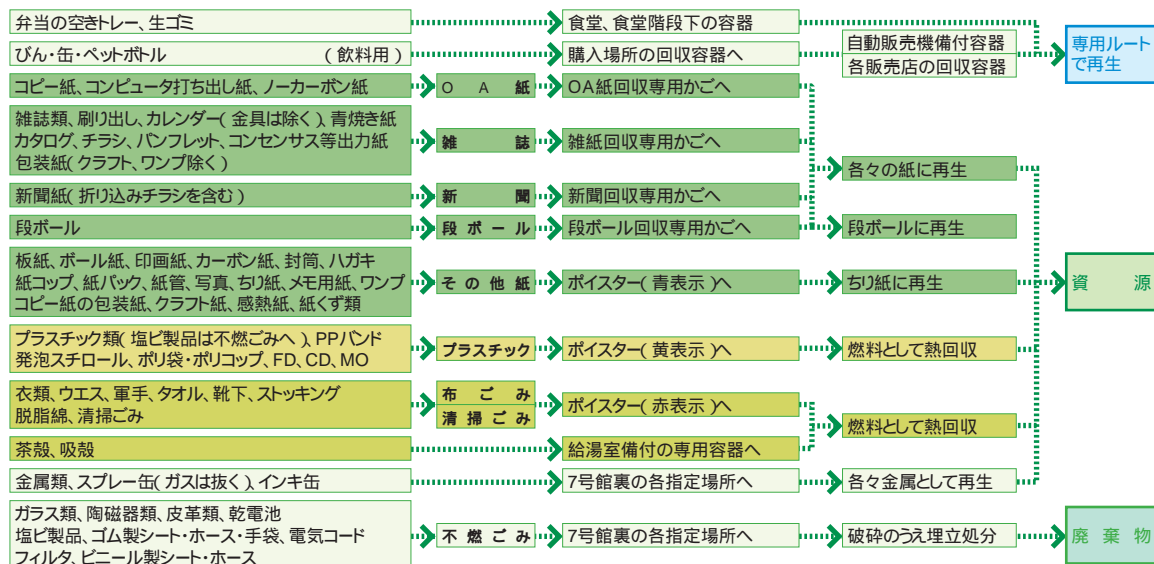 弁当の空きトレー、生ゴミ
食堂、食堂階段下の容器
専用ルート
で再生
びん・缶・ペットボトル (飲料用)
購入場所の回収容器へ
自動販売機備付容器
各販売店の回収容器
コピー紙、コンピュータ打ち出し紙、ノーカーボン紙
OA紙
OA紙回収専用かごへ
雑誌類、刷り出し、カレンダー(金具は除く)、青焼き紙
カタログ、チラシ、パンフレット、コンセンサス等出力紙
包装紙(クラフト、ワンプ除く)
雑誌
雑紙回収専用かごへ
各々の紙に再生
新聞紙(折り込みチラシを含む)
新聞
新聞回収専用かごへ
段ボール
段ボール
段ボール回収専用かごへ
段ボールに再生
板紙、ボール紙、印画紙、カーボン紙、封筒、ハガキ
紙コップ、紙パック、紙管、写真、ちり紙、メモ用紙、ワンプ
コピー紙の包装紙、クラフト紙、感熱紙、紙くず類
その他紙
ポイスター(青表示)へ
ちり紙に再生
資源
プラスチック類(塩ビ製品は不燃ごみへ)、PPバンド
発泡スチロール、ポリ袋・ポリコップ、FD、CD、MO
プラスチック
ポイスター(黄表示)へ
燃料として熱回収
衣類、ウエス、軍手、タオル、靴下、ストッキング
脱脂綿、清掃ごみ
布ごみ
清掃ごみ
ポイスター(赤表示)へ
燃料として熱回収
茶殻、吸殻
給湯室備付の専用容器へ
金属類、スプレー缶(ガスは抜く)、インキ缶
7号館裏の各指定場所へ
各々金属として再生
ガラス類、陶磁器類、皮革類、乾電池
塩ビ製品、ゴム製シート・ホース・手袋、電気コード
フィルタ、ビニール製シート・ホース
不燃ごみ
7号館裏の各指定場所へ
破砕のうえ埋立処分
廃棄物